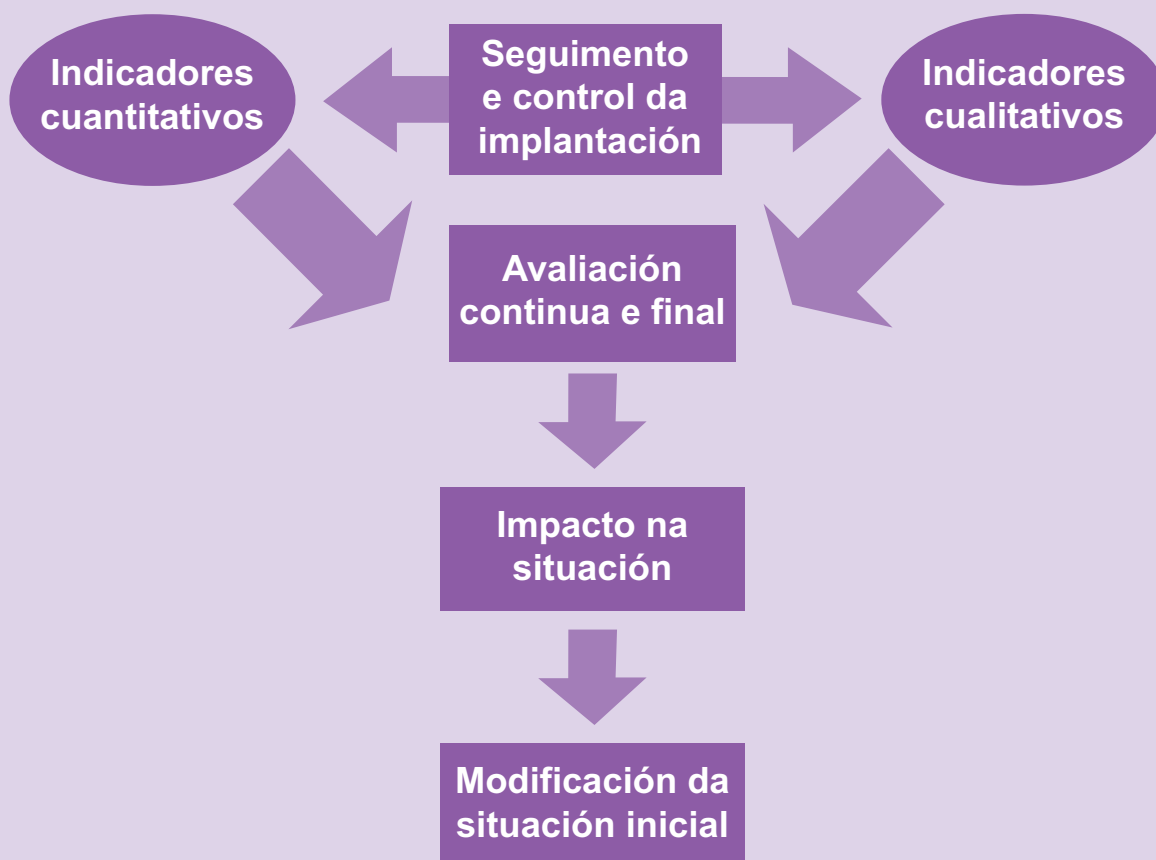 Indicadores
cuantitativos
Seguimento
e control da
implantación
Indicadores
cualitativos
Avaliación
continua e final
Impacto na
situación
Modificación da
situación inicial